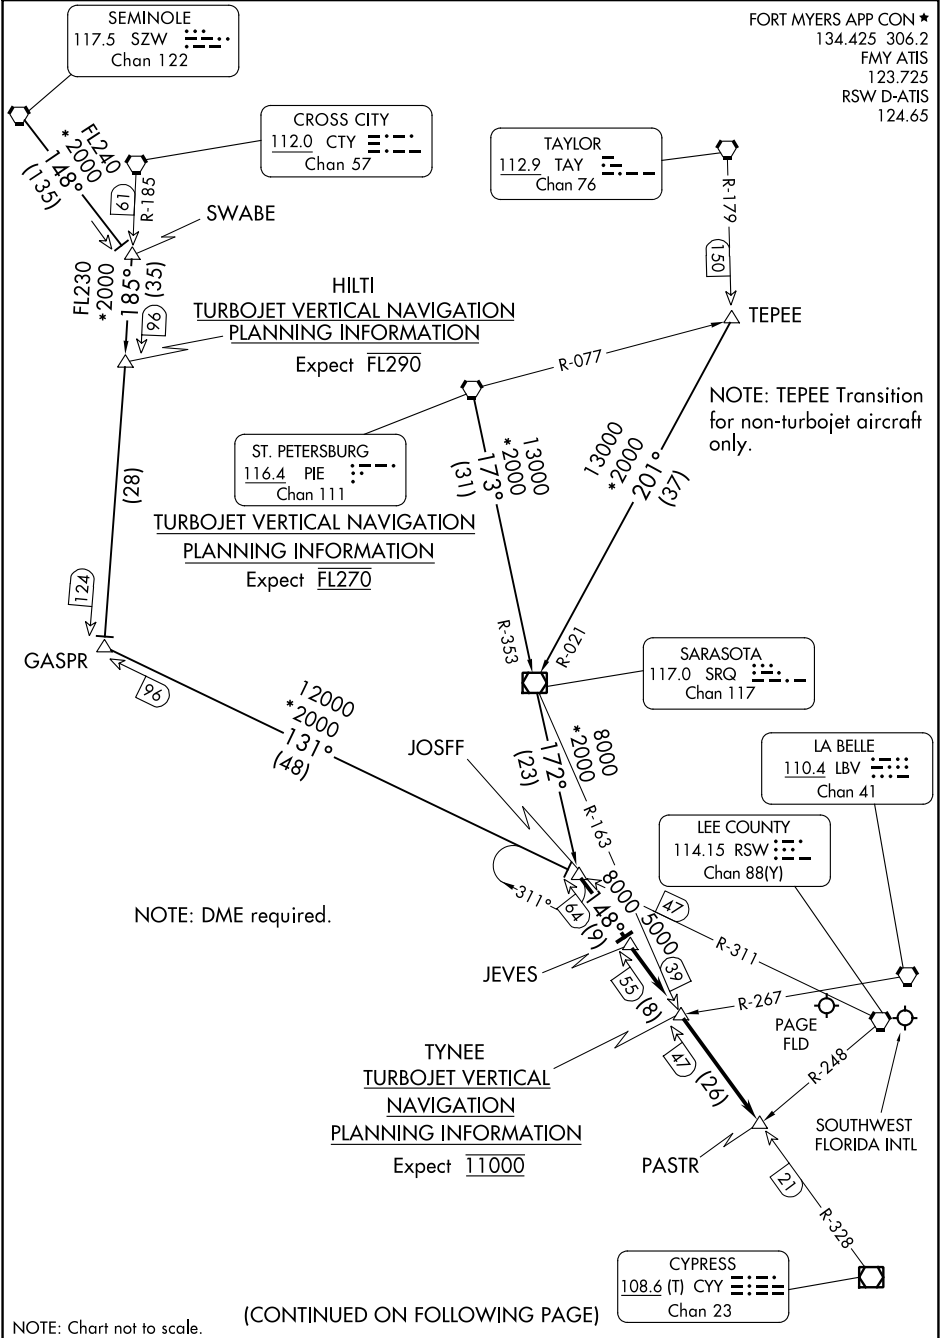 SEMINOLE
117.5 SZW
Chan 122
FORT MYERS APP CON ★
134.425 306.2
FMY ATIS
123.725
RSW D-ATIS
124.65
CROSS CITY
112.0 CTY
Chan 57
TAYLOR
112.9 TAY
Chan 76
FL240
*2000
148°
(135)
61
R-185
SWABE
R-179
150
FL230
*2000
185°
(35)
96
HILTI
TURBOJET VERTICAL NAVIGATION
PLANNING INFORMATION
Expect FL290
TEPEE
R-077
NOTE: TEPEE Transition
for non-turbojet aircraft
only.
ST. PETERSBURG
116.4 PIE
Chan 111
TURBOJET VERTICAL NAVIGATION
PLANNING INFORMATION
Expect FL270
13000
*2000
173°
(31)
13000
*2000
201°
(37)
(28)
124
GASPR
96
R-353
R-021
SARASOTA
117.0 SRQ
Chan 117
12000
*2000
131°
(48)
JOSFF
8000
*2000
172°
(23)
R-163
LA BELLE
110.4 LBV
Chan 41
LEE COUNTY
114.15 RSW
Chan 88(Y)
NOTE: DME required.
311°
64
8000
148°
(9)
5000
47
R-311
39
JEVES
55
(8)
R-267
PAGE
FLD
R-248
SOUTHWEST
FLORIDA INTL
TYNEE
TURBOJET VERTICAL
NAVIGATION
PLANNING INFORMATION
Expect 11000
47
(26)
PASTR
21
R-328
CYPRESS
108.6 (T) CYY
Chan 23
(CONTINUED ON FOLLOWING PAGE)
NOTE: Chart not to scale.